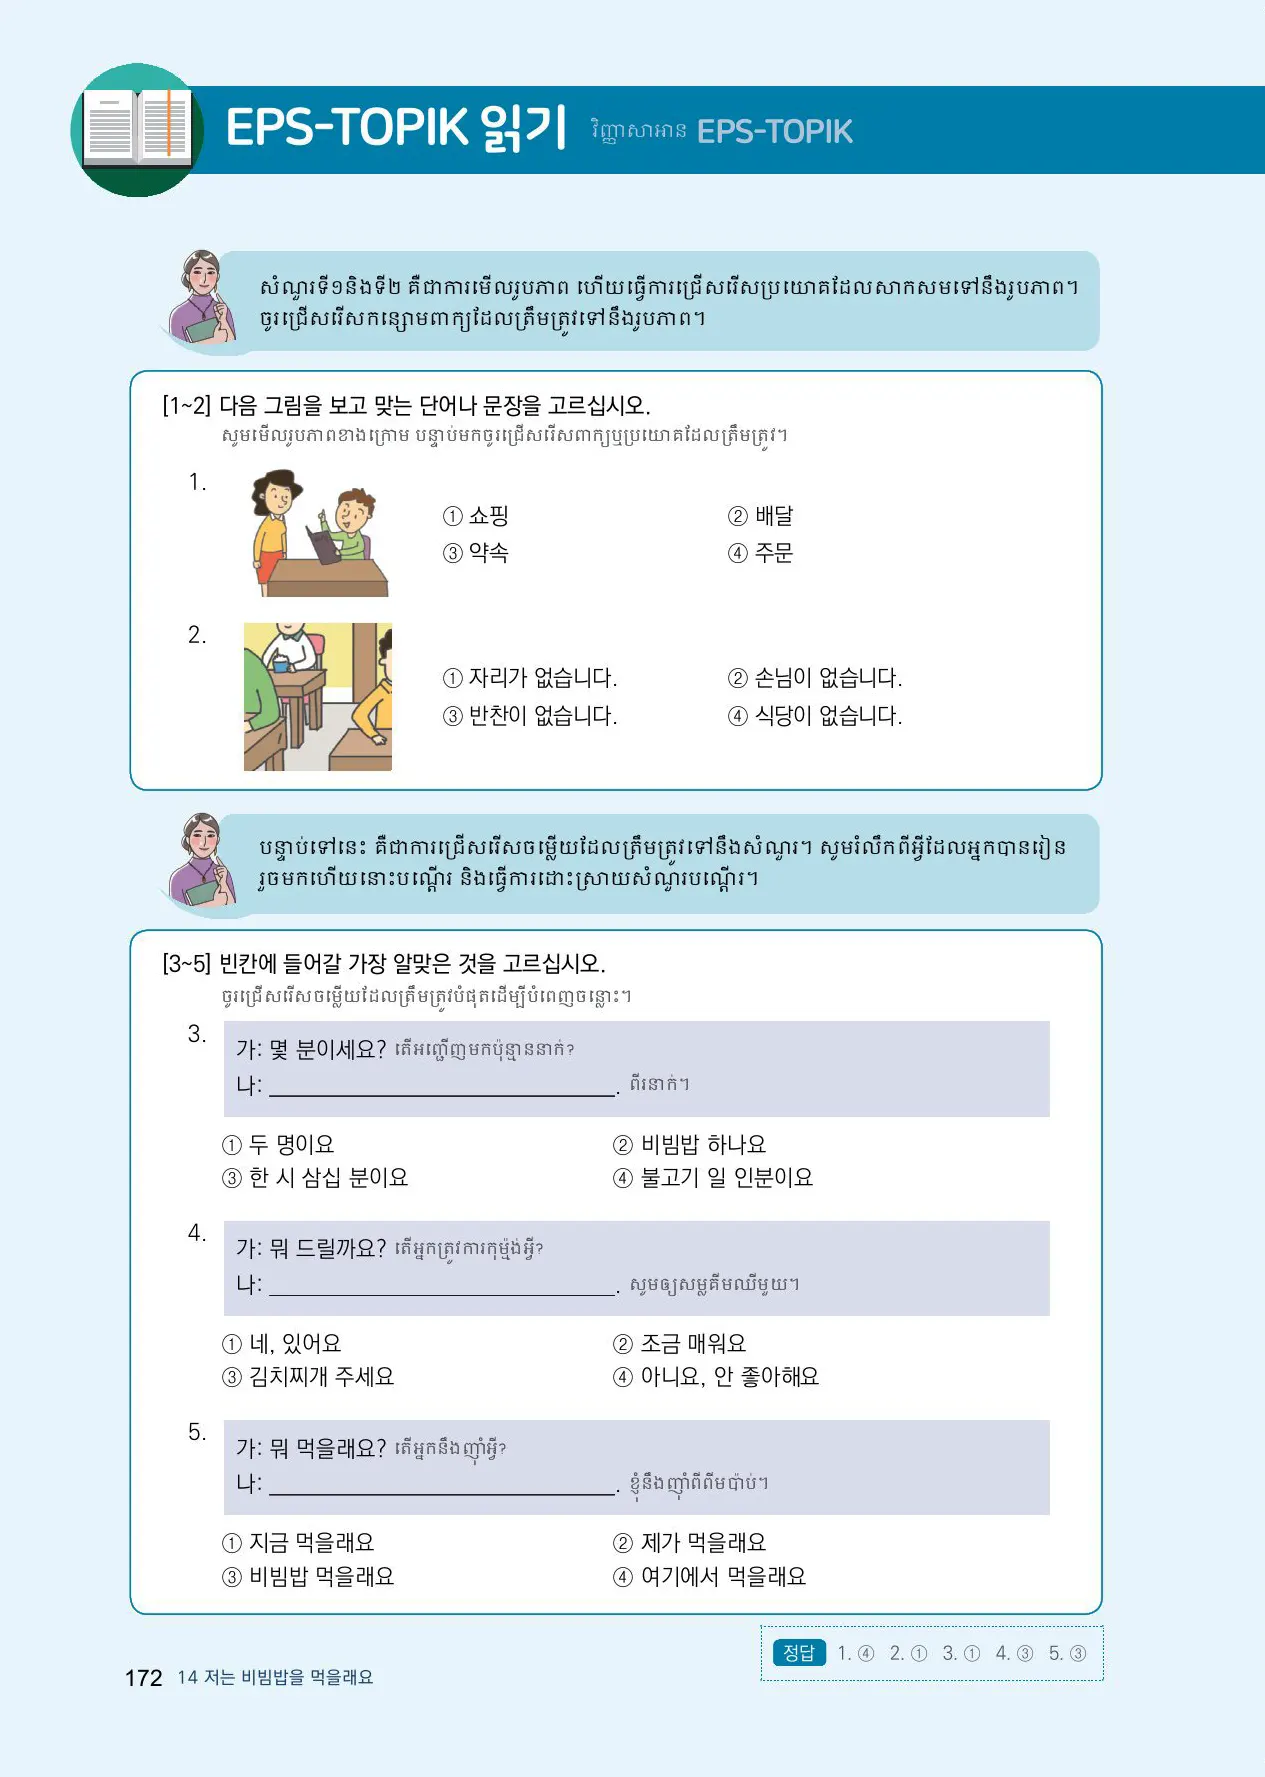 EPS-TOPIK 읽기 វិញ្ញាសាអាន EPS-TOPIK
សំណួរទី១និងទី២ គឺជាការមើលរូបភាព ហើយធ្វើការជ្រើសរើសប្រយោគដែលសាកសមទៅនឹងរូបភាព។
ចូរជ្រើសរើសកន្សោមពាក្យដែលត្រឹមត្រូវទៅនឹងរូបភាព។
[1~2] 다음 그림을 보고 맞는 단어나 문장을 고르십시오.
សូមមើលរូបភាពខាងក្រោម បន្ទាប់មកចូរជ្រើសរើសពាក្យឬប្រយោគដែលត្រឹមត្រូវ។
1.
① 쇼핑 ② 배달
③ 약속 ④ 주문
2.
① 자리가 없습니다. ② 손님이 없습니다.
③ 반찬이 없습니다. ④ 식당이 없습니다.
បន្ទាប់ទៅនេះ គឺជាការជ្រើសរើសចម្លើយដែលត្រឹមត្រូវទៅនឹងសំណួរ។ សូមរំលឹកពីអ្វីដែលអ្នកបានរៀន
រួចមកហើយនោះបណ្តើរ និងធ្វើការដោះស្រាយសំណួរបណ្តើរ។
[3~5] 빈칸에 들어갈 가장 알맞은 것을 고르십시오.
ចូរជ្រើសរើសចម្លើយដែលត្រឹមត្រូវបំផុតដើម្បីបំពេញចន្លោះ។
3. 가: 몇 분이세요? តើអញ្ជើញមកប៉ុន្មាននាក់?
나: ______________________________. ពីរនាក់។
① 두 명이요 ② 비빔밥 하나요
③ 한 시 삼십 분이요 ④ 불고기 일 인분이요
4. 가: 뭐 드릴까요? តើអ្នកត្រូវការកុម្ម៉ង់អ្វី?
나: ______________________________. សូមឲ្យសម្លគីមឈីមួយ។
① 네, 있어요 ② 조금 매워요
③ 김치찌개 주세요 ④ 아니요, 안 좋아해요
5. 가: 뭐 먹을래요? តើអ្នកនឹងញ៉ាំអ្វី?
나: ______________________________. ខ្ញុំនឹងញ៉ាំពីពីមប៉ាប់។
① 지금 먹을래요 ② 제가 먹을래요
③ 비빔밥 먹을래요 ④ 여기에서 먹을래요
정답 1. ④ 2. ① 3. ① 4. ③ 5. ③
172 14 저는 비빔밥을 먹을래요